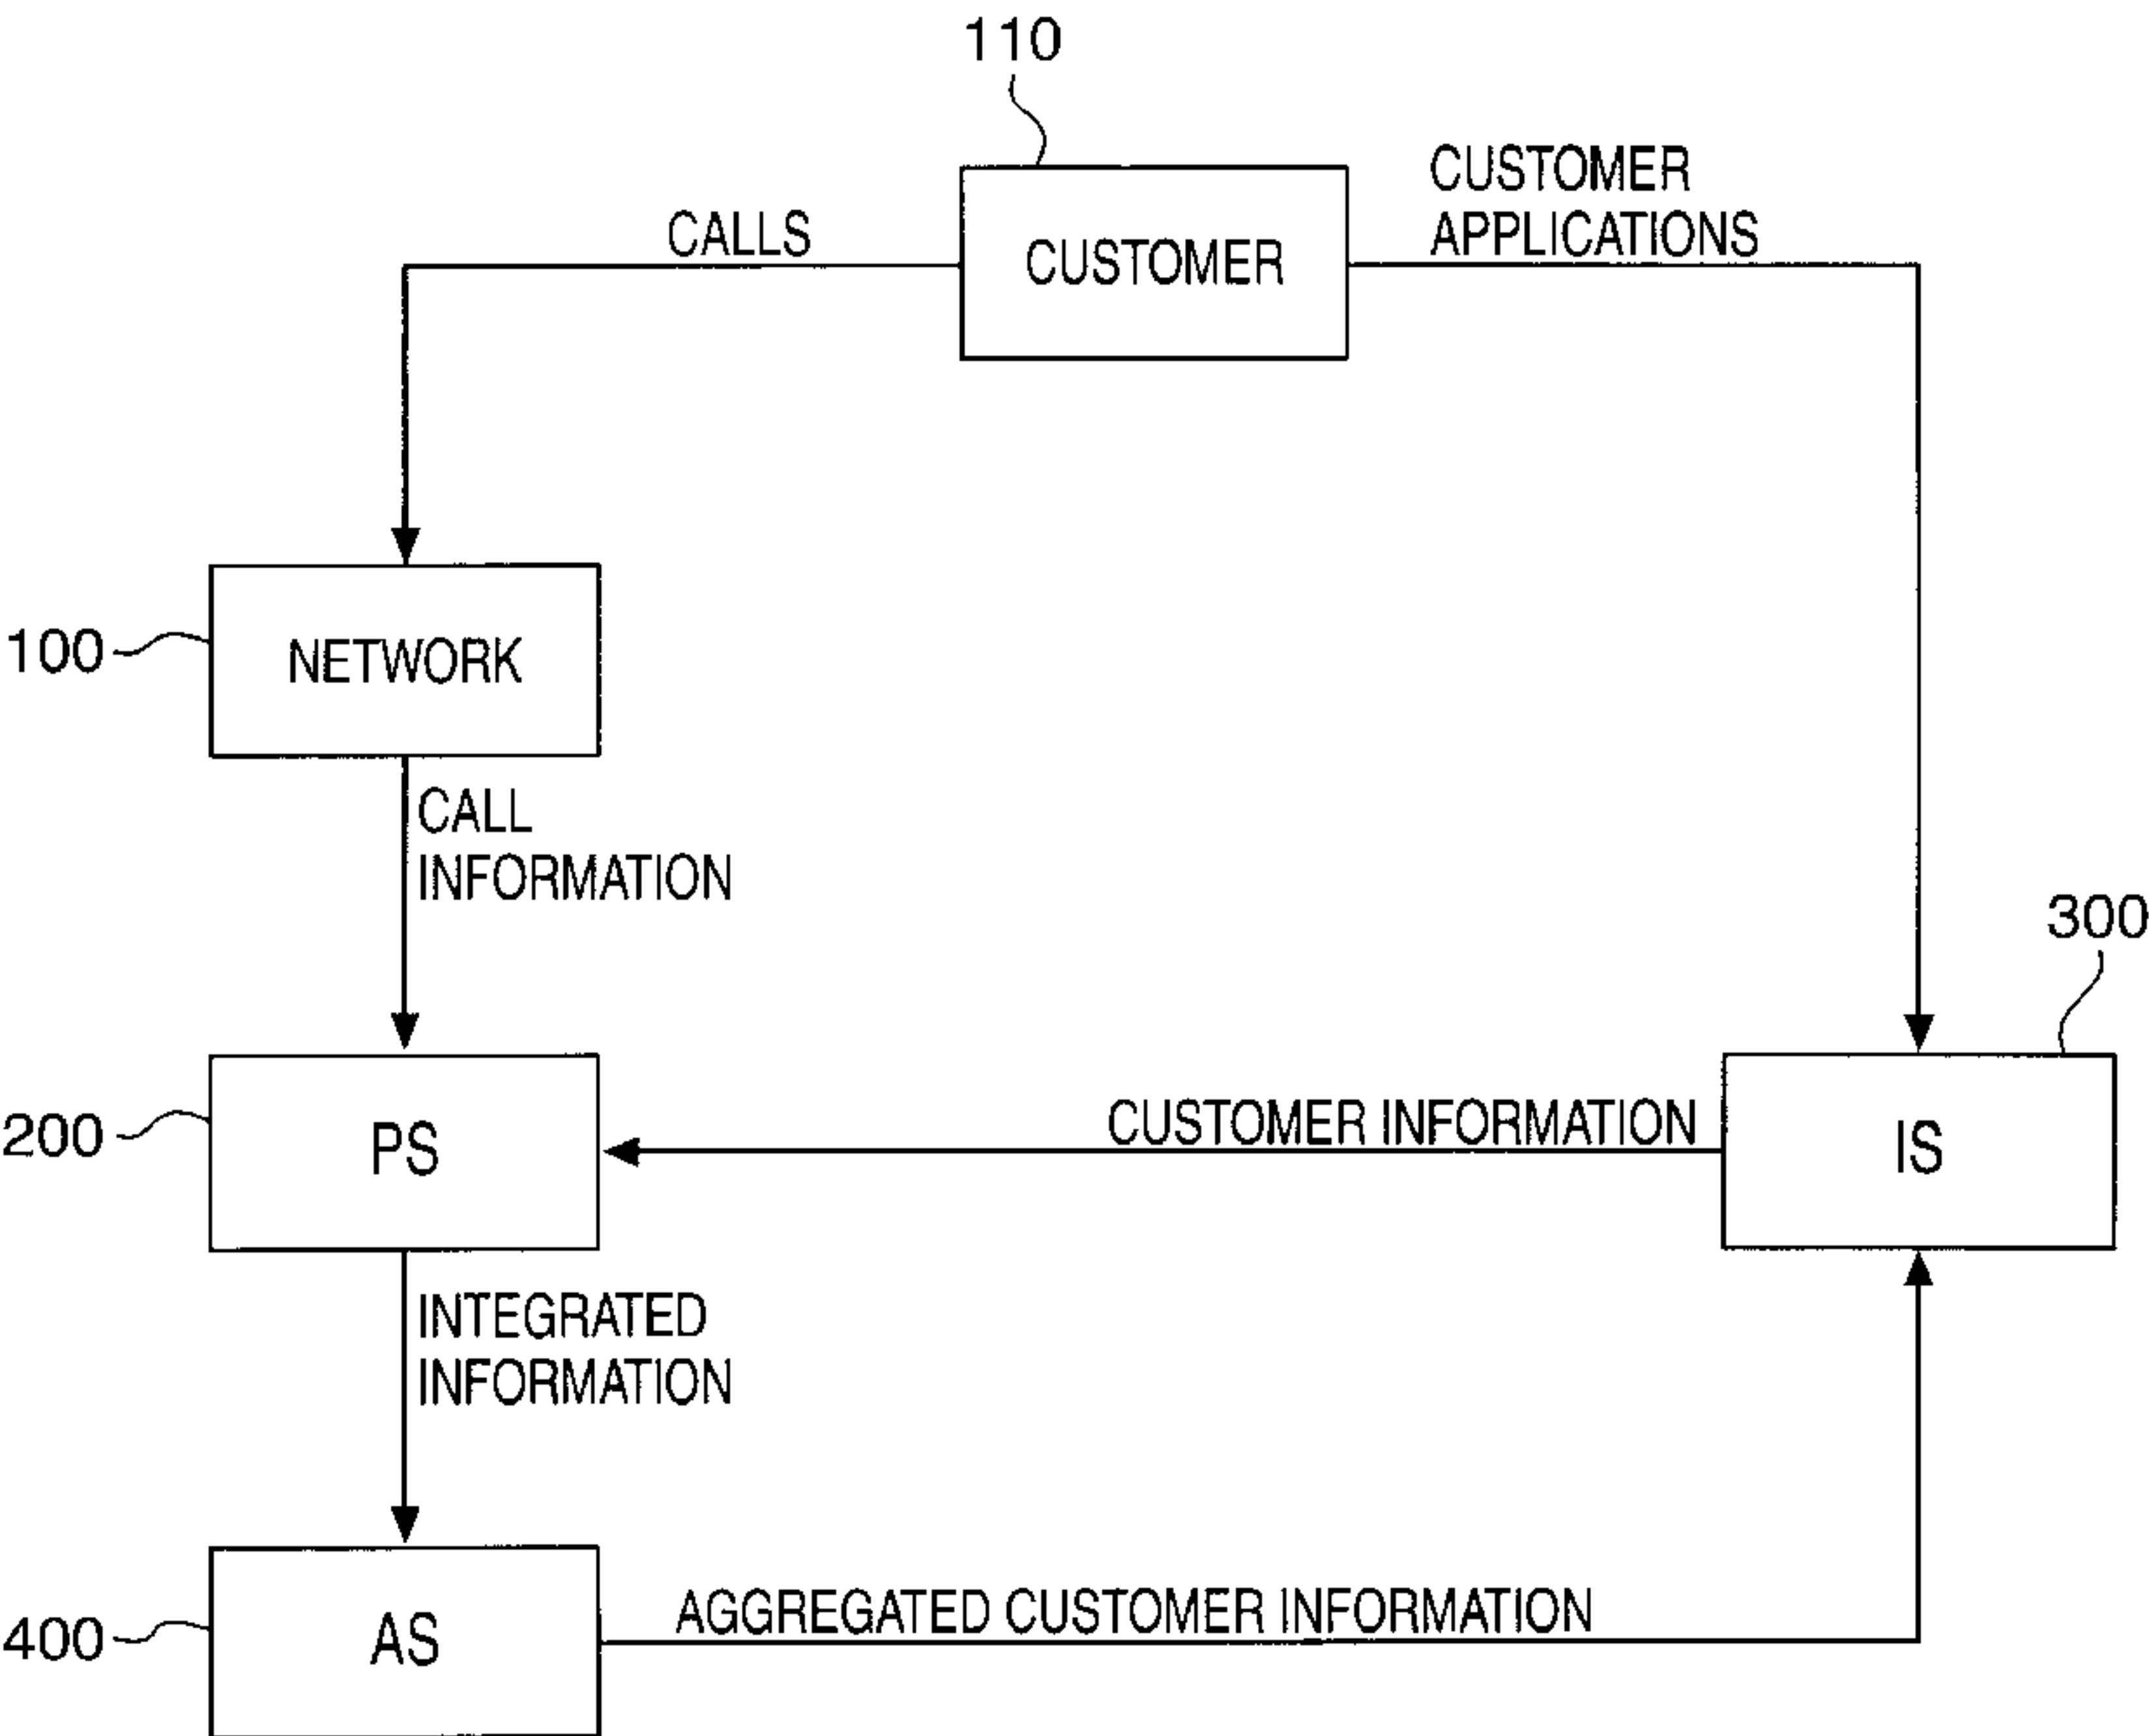 110
CUSTOMER
APPLICATIONS
CALLS
CUSTOMER
100
NETWORK
CALL
INFORMATION
300
200
PS
CUSTOMER INFORMATION
IS
INTEGRATED
INFORMATION
400
AS
AGGREGATED CUSTOMER INFORMATION